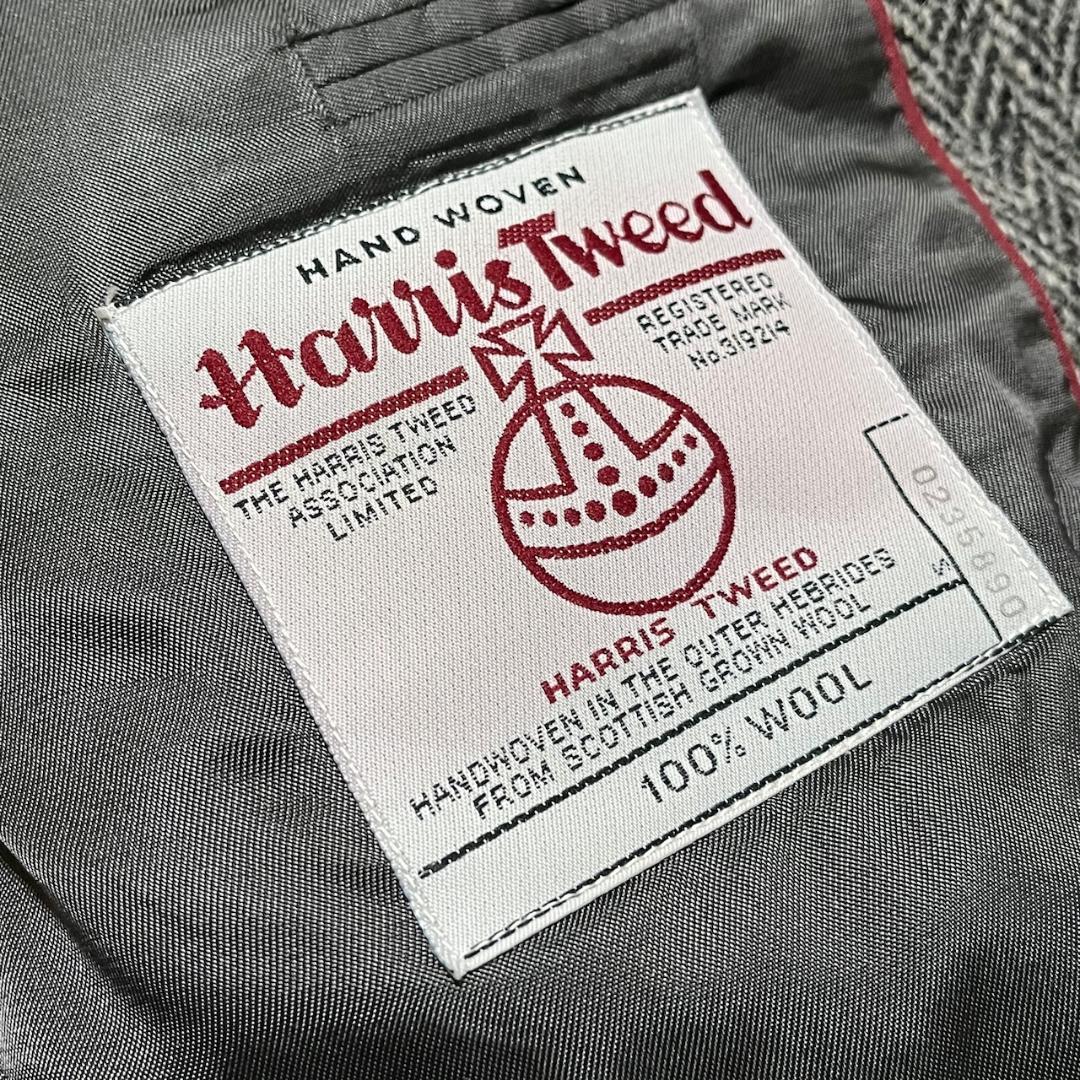 HAND WOVEN
Harris Tweed
REGISTERED
TRADE MARK
No.319214
THE HARRIS TWEED
ASSOCIATION
LIMITED
HARRIS TWEED
HANDWOVEN IN THE OUTER HEBRIDES
FROM SCOTTISH GROWN WOOL
100% WOOL
0235890